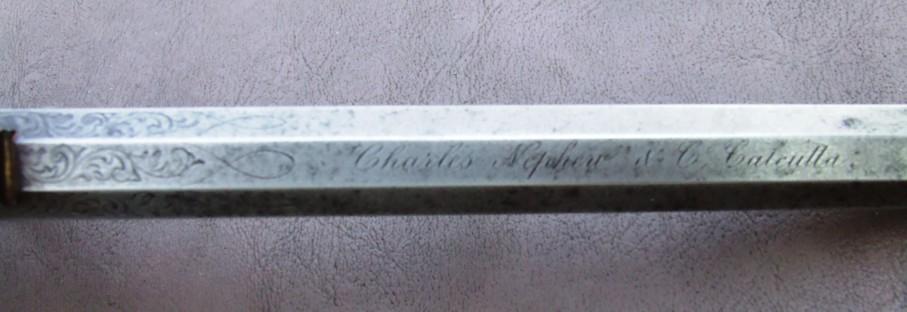 Charles Nephew & C. Calcutta.